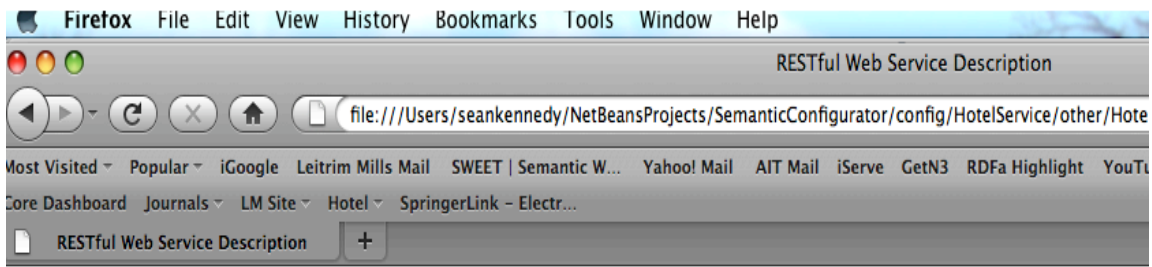 Firefox File Edit View History Bookmarks Tools Window Help
RESTful Web Service Description
file:///Users/seankennedy/NetBeansProjects/SemanticConfigurator/config/HotelService/other/Hote
Most Visited Popular iGoogle Leitrim Mills Mail SWEET | Semantic W... Yahoo! Mail AIT Mail iServe GetN3 RDFa Highlight YouTu
Core Dashboard Journals LM Site Hotel SpringerLink – Electr...
RESTful Web Service Description +